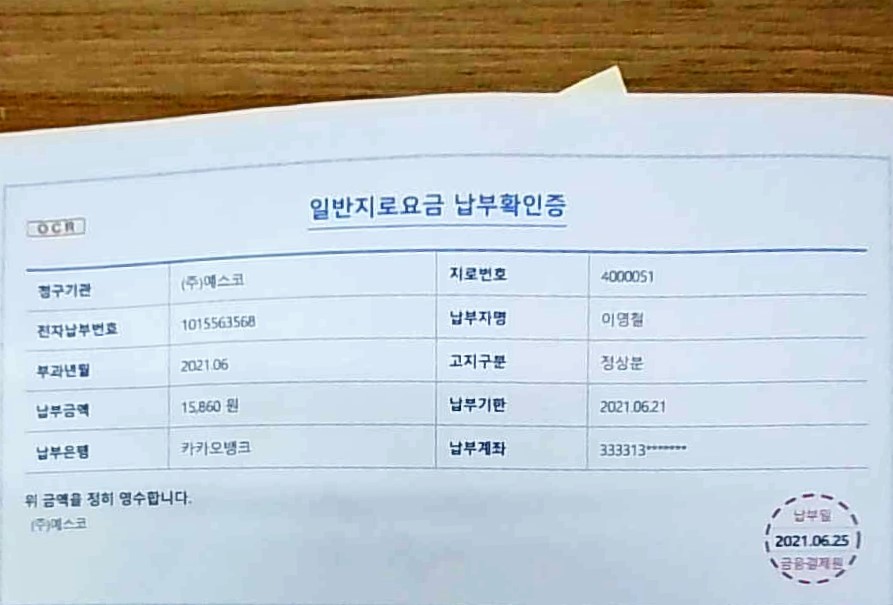 일반지로요금 납부확인증
OCR
청구기관 (주)예스코 지로번호 4000051
전자납부번호 1015563568 납부자명 이영철
부과년월 2021.06 고지구분 정상분
납부금액 15,860 원 납부기한 2021.06.21
납부은행 카카오뱅크 납부계좌 333313*******
위 금액을 정히 영수합니다.
(주)예스코
납부일
2021.06.25
금융결제원